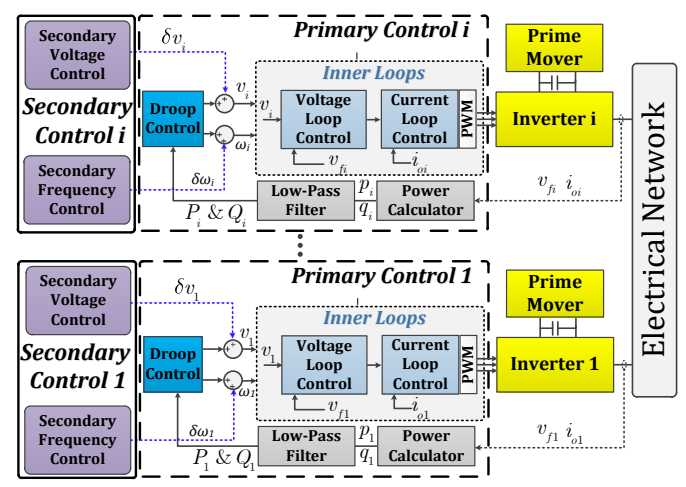 Secondary
Voltage
Control
Secondary
Control i
Secondary
Frequency
Control
Primary Control i
δv_i
Inner Loops
Droop
Control
v_i
ω_i
v_i
Voltage
Loop
Control
Current
Loop
Control
PWM
v_fi
i_oi
δω_i
P_i & Q_i
Low-Pass
Filter
p_i
q_i
Power
Calculator
Prime
Mover
Inverter i
v_fi i_oi
Electrical Network
Secondary
Voltage
Control
Secondary
Control 1
Secondary
Frequency
Control
Primary Control 1
δv_1
Inner Loops
Droop
Control
v_1
ω_1
v_1
Voltage
Loop
Control
Current
Loop
Control
PWM
v_f1
i_o1
δω_1
P_1 & Q_1
Low-Pass
Filter
p_1
q_1
Power
Calculator
Prime
Mover
Inverter 1
v_f1 i_o1